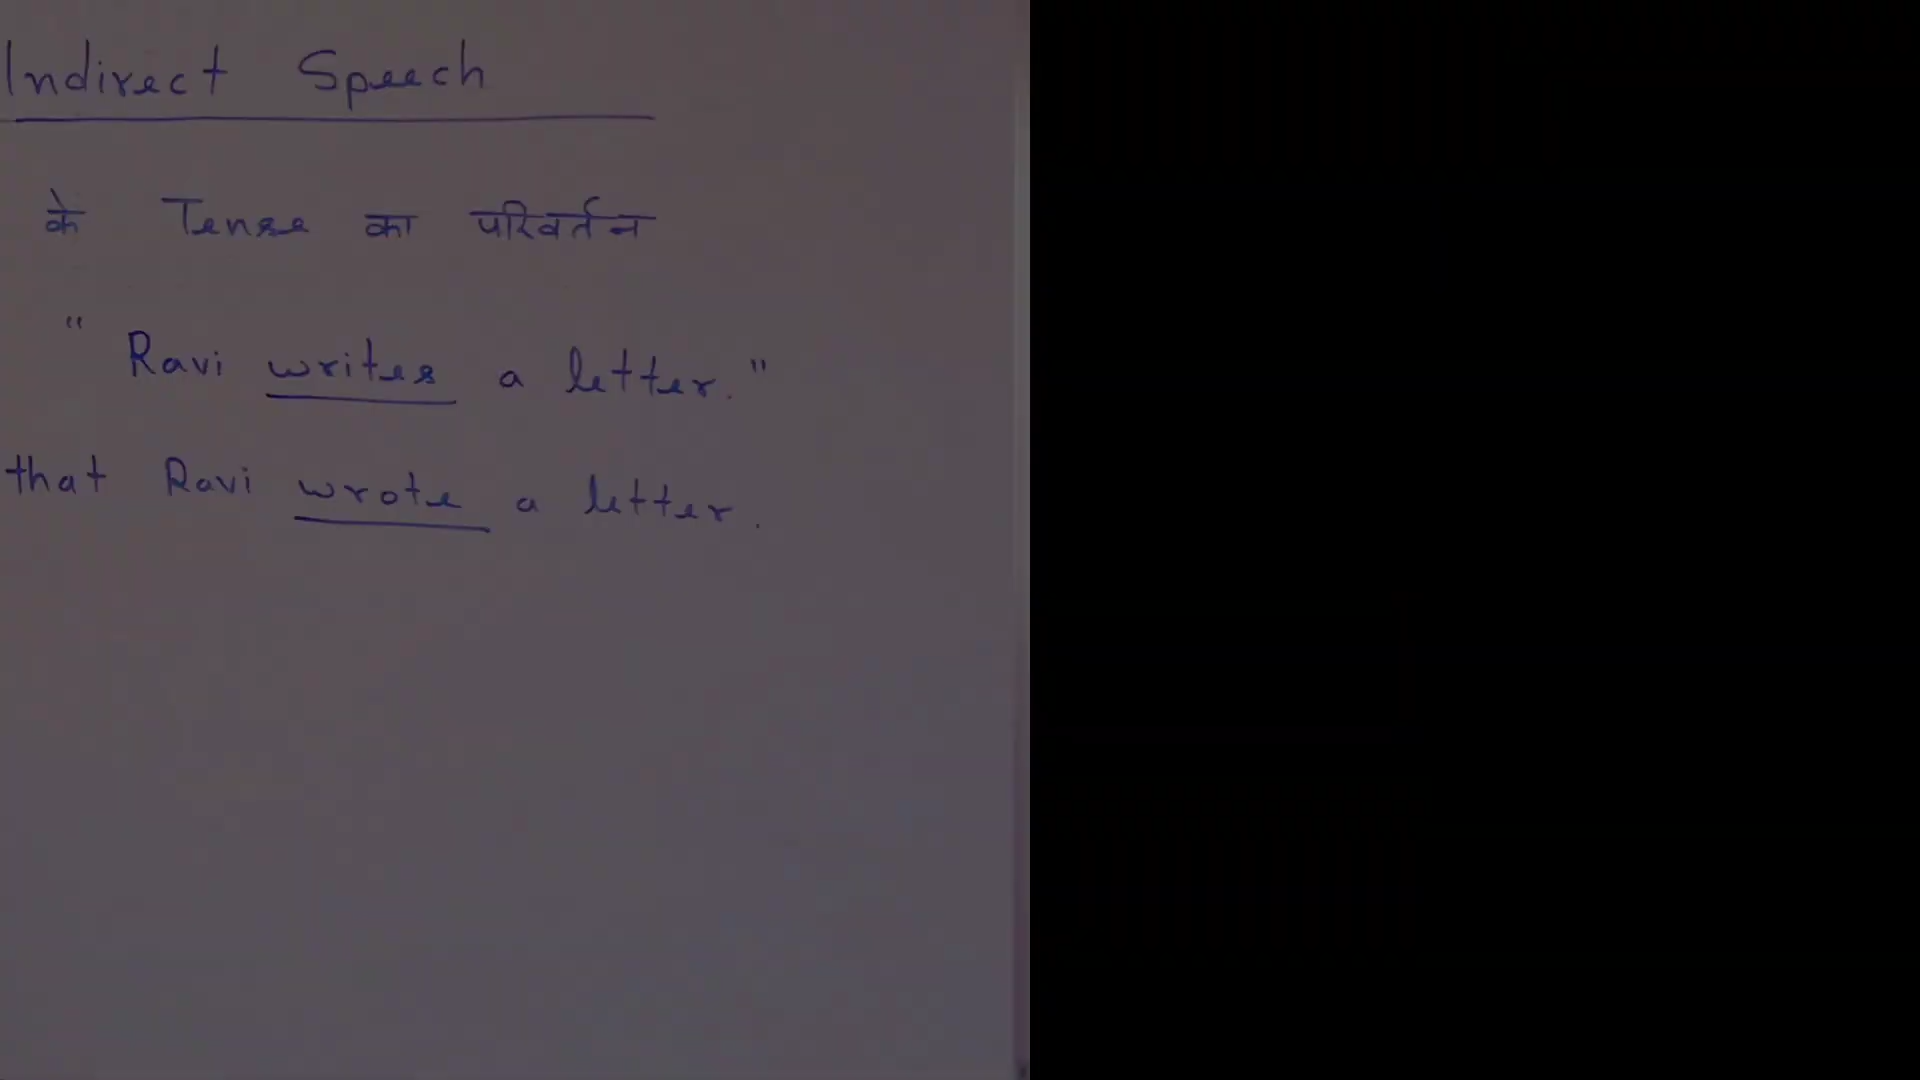 Indirect Speech
के Tense का परिवर्तन
" Ravi writes a letter."
that Ravi wrote a letter.